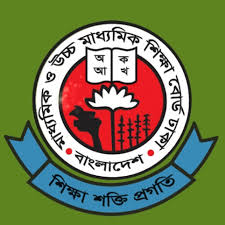 মাধ্যমিক ও উচ্চ মাধ্যমিক শিক্ষা বোর্ড ঢাকা
অ ক
আ খ
বাংলাদেশ
শিক্ষা শক্তি প্রগতি